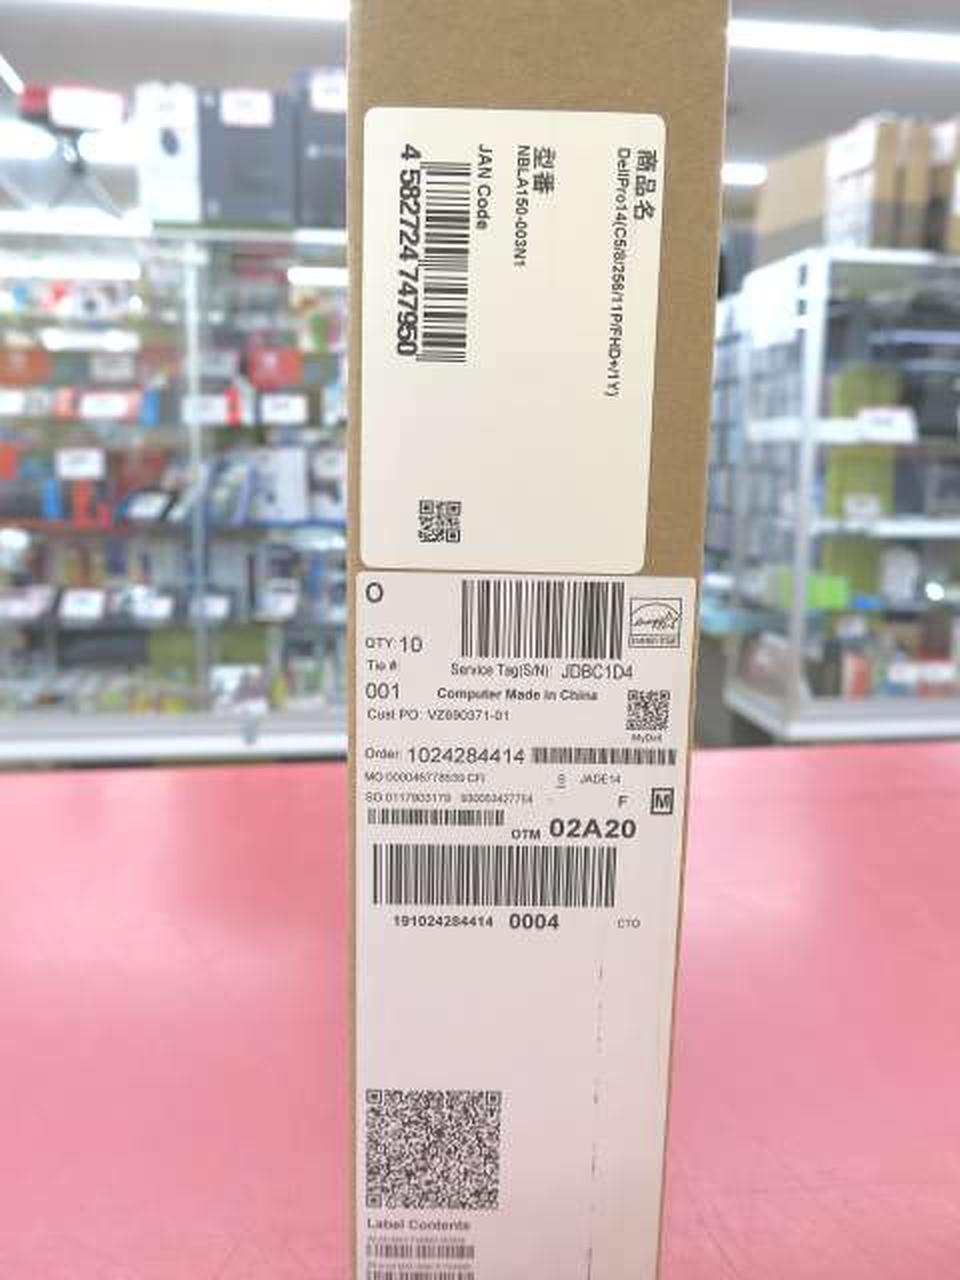 商品名
DellPro14(C5/8/256/11P/FHD+/1Y)
型番
NBLA150-003N1
JAN Code
4 582724 747950
O
QTY: 10
Tie #
001
Service Tag(S/N): JDBC1D4
Computer Made in China
Cust PO: VZ690371-01
MyDell
Order: 1024284414
JADE14
F M
OTM 02A20
191024284414 0004
CTO
Label Contents